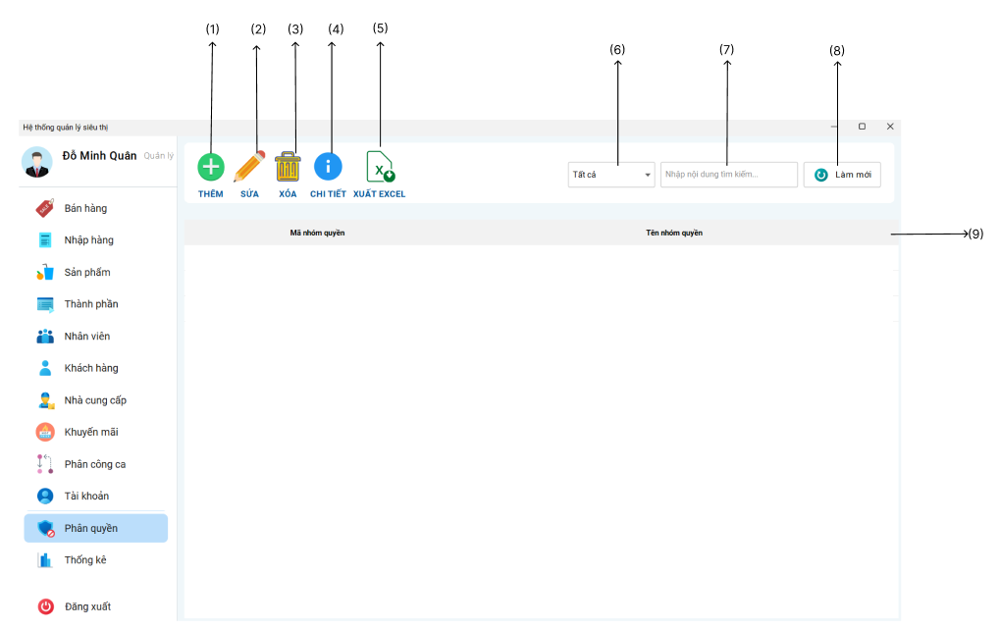 (1) (2) (3) (4) (5)
(6) (7) (8)
Hệ thống quản lý siêu thị
Đỗ Minh Quân Quản lý
THÊM SỬA XÓA CHI TIẾT XUẤT EXCEL
Tất cả
Nhập nội dung tìm kiếm...
Làm mới
Mã nhóm quyền Tên nhóm quyền
(9)
Bán hàng
Nhập hàng
Sản phẩm
Thành phần
Nhân viên
Khách hàng
Nhà cung cấp
Khuyến mãi
Phân công ca
Tài khoản
Phân quyền
Thống kê
Đăng xuất